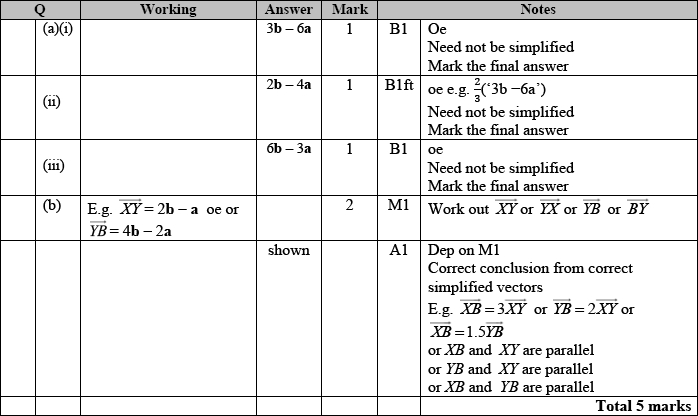 Q Working Answer Mark Notes
(a)(i) 3b – 6a 1 B1 Oe
Need not be simplified
Mark the final answer
(ii) 2b – 4a 1 B1ft oe e.g. 2/3('3b –6a')
Need not be simplified
Mark the final answer
(iii) 6b – 3a 1 B1 oe
Need not be simplified
Mark the final answer
(b) E.g. XY⃗ = 2b – a oe or 2 M1 Work out XY⃗ or YX⃗ or YB⃗ or BY⃗
YB⃗ = 4b – 2a
shown A1 Dep on M1
Correct conclusion from correct
simplified vectors
E.g. XB⃗ = 3XY⃗ or YB⃗ = 2XY⃗ or
XB⃗ = 1.5YB⃗
or XB and XY are parallel
or YB and XY are parallel
or XB and YB are parallel
Total 5 marks